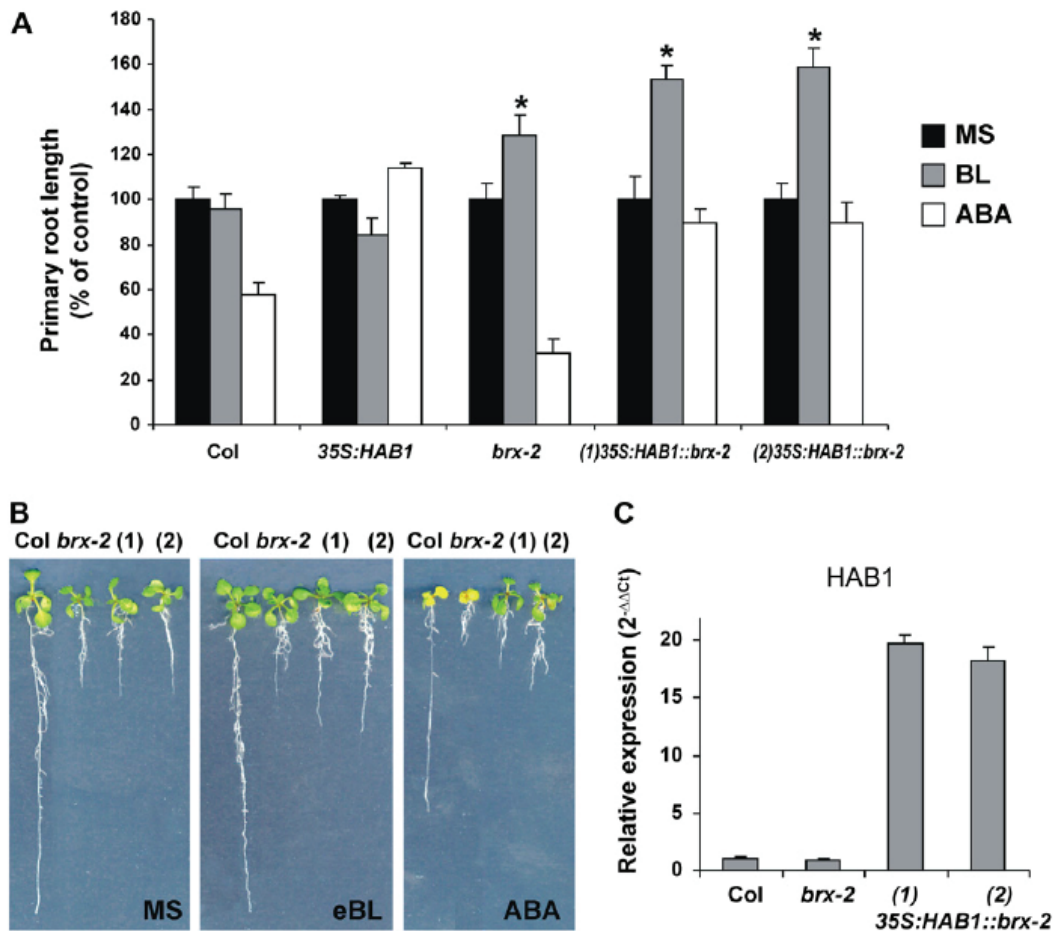 A
180
160
140
120
100
80
60
40
20
0
Primary root length
(% of control)
*
*
*
MS
BL
ABA
Col
35S:HAB1
brx-2
(1)35S:HAB1::brx-2
(2)35S:HAB1::brx-2
B
Col brx-2 (1) (2)
Col brx-2 (1) (2)
Col brx-2 (1) (2)
MS
eBL
ABA
C
HAB1
Relative expression (2-ΔΔCt)
20
15
10
5
0
Col
brx-2
(1)
(2)
35S:HAB1::brx-2